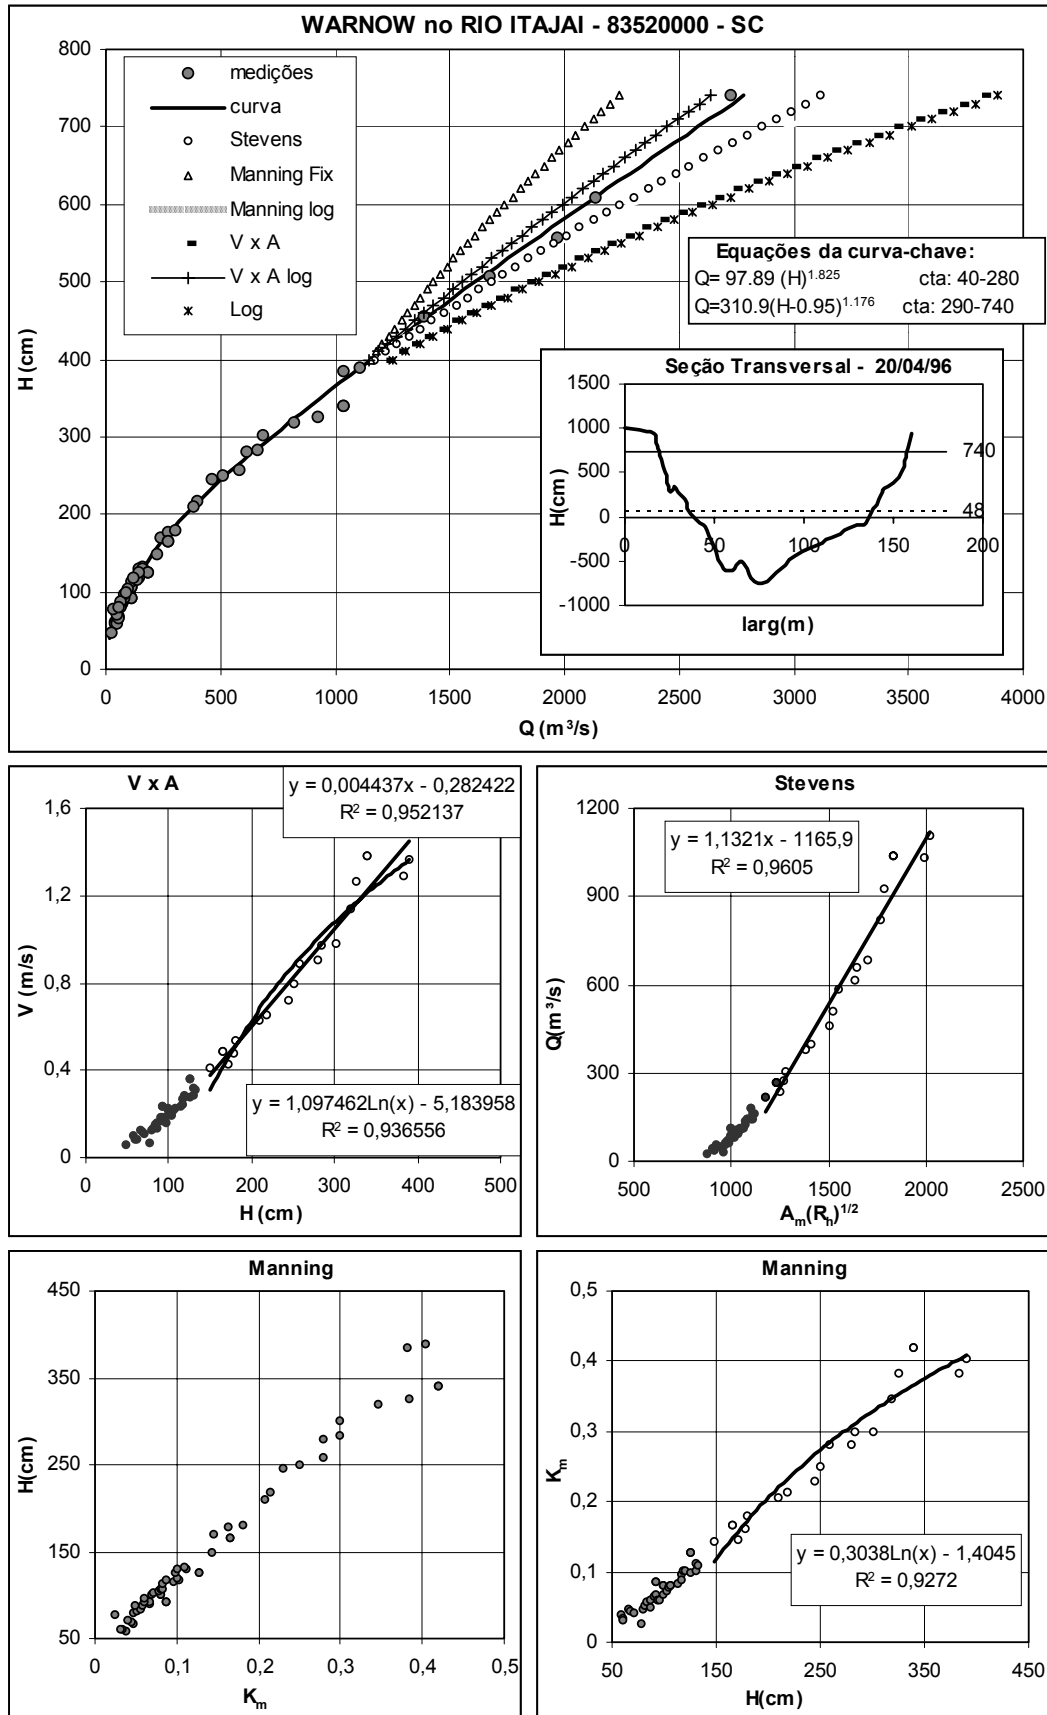 WARNOW no RIO ITAJAI - 83520000 - SC
800
700
600
500
400
300
200
100
0
H (cm)
medições
curva
Stevens
Manning Fix
Manning log
V x A
V x A log
Log
Equações da curva-chave:
Q= 97.89 (H)^1.825 cta: 40-280
Q=310.9(H-0.95)^1.176 cta: 290-740
Seção Transversal - 20/04/96
1500
1000
500
0
-500
-1000
H(cm)
740
48
0 50 100 150 200
larg(m)
0 500 1000 1500 2000 2500 3000 3500 4000
Q (m³/s)
V x A
y = 0,004437x - 0,282422
R² = 0,952137
1,6
1,2
0,8
0,4
0
V (m/s)
y = 1,097462Ln(x) - 5,183958
R² = 0,936556
0 100 200 300 400 500
H (cm)
Stevens
y = 1,1321x - 1165,9
R² = 0,9605
1200
900
600
300
0
Q(m³/s)
500 1000 1500 2000 2500
Aₘ(Rₕ)^1/2
Manning
450
350
250
150
50
H(cm)
0 0,1 0,2 0,3 0,4 0,5
Kₘ
Manning
0,5
0,4
0,3
0,2
0,1
0
Kₘ
y = 0,3038Ln(x) - 1,4045
R² = 0,9272
50 150 250 350 450
H(cm)